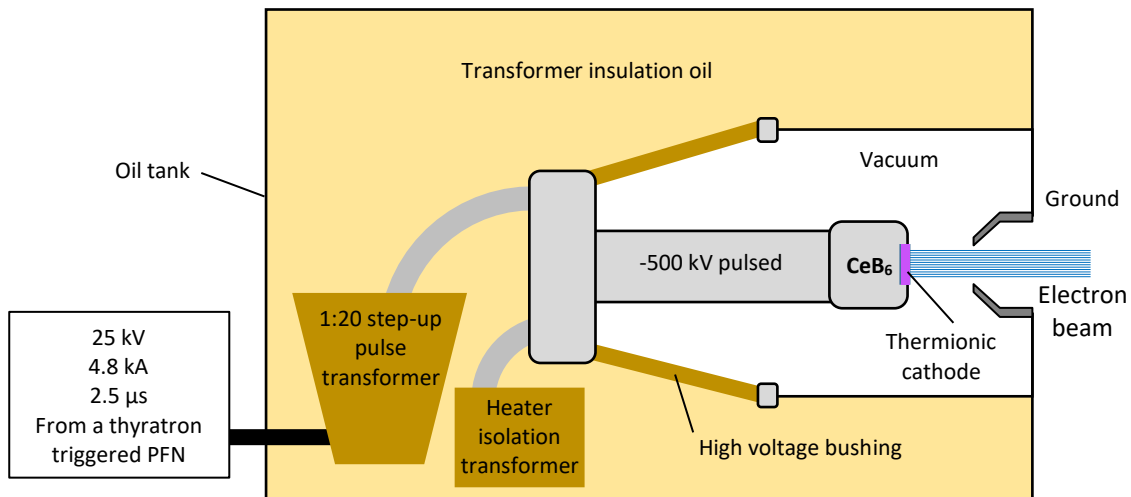 Transformer insulation oil
Oil tank
Vacuum
Ground
-500 kV pulsed
CeB₆
Electron
beam
1:20 step-up
pulse
transformer
Thermionic
cathode
25 kV
4.8 kA
2.5 µs
From a thyratron
triggered PFN
Heater
isolation
transformer
High voltage bushing